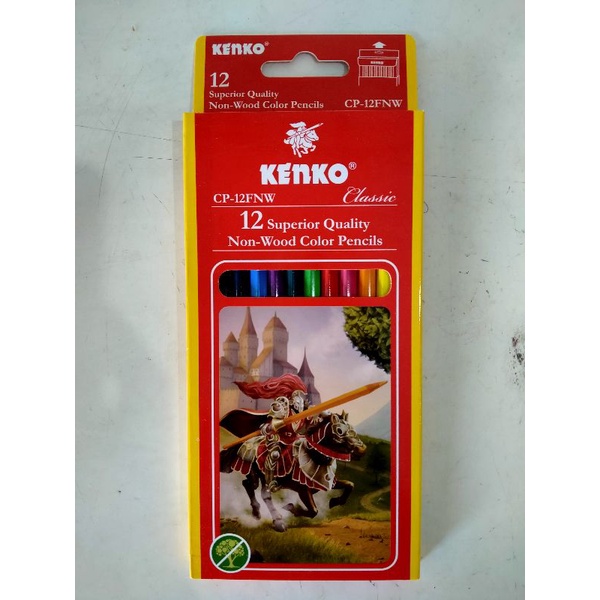 KENKO®
12
Superior Quality
Non-Wood Color Pencils
CP-12FNW
KENKO®
CP-12FNW
Classic
12 Superior Quality
Non-Wood Color Pencils